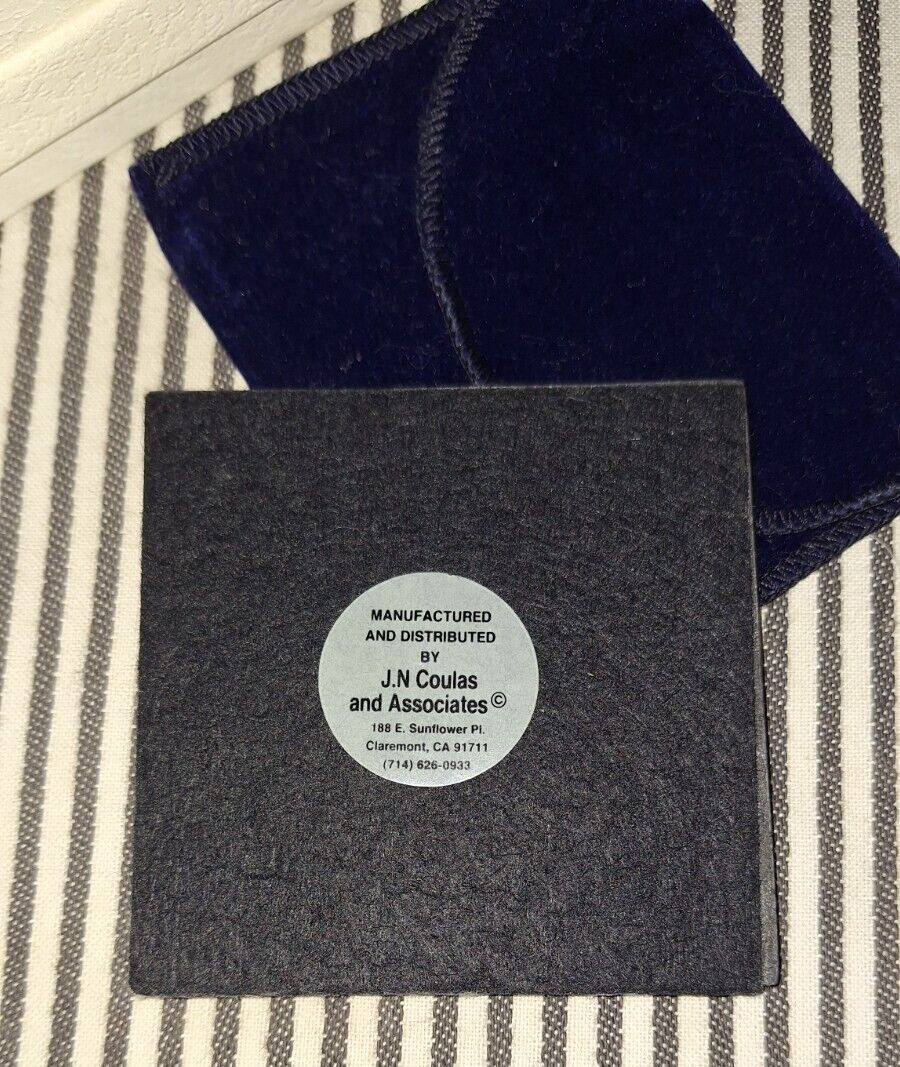 MANUFACTURED
AND DISTRIBUTED
BY
J.N Coulas
and Associates©
188 E. Sunflower Pl.
Claremont, CA 91711
(714) 626-0933